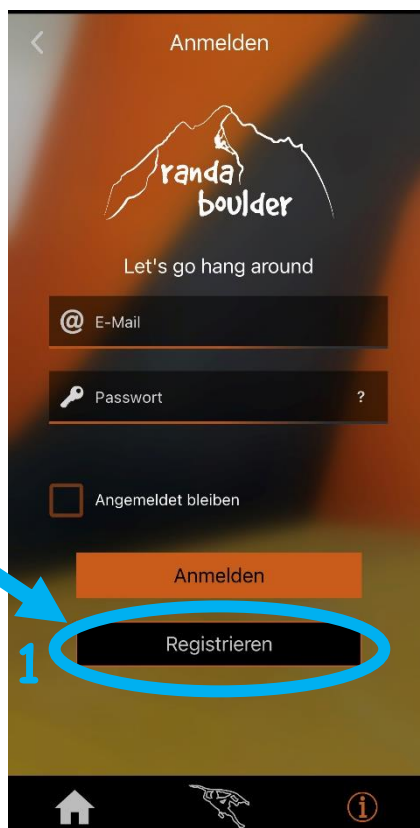 Anmelden
randa
boulder
Let's go hang around
@ E-Mail
Passwort ?
Angemeldet bleiben
Anmelden
1 Registrieren
i